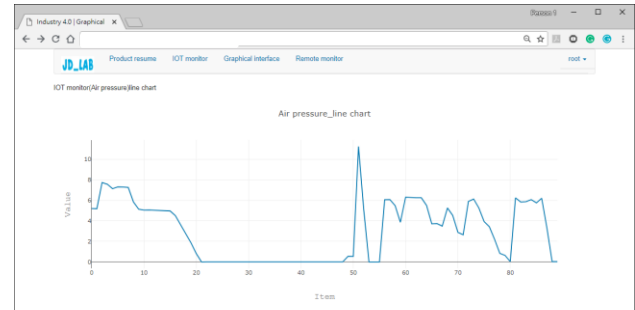 Industry 4.0 | Graphical
JD_LAB
Product resume
IOT monitor
Graphical interface
Remote monitor
root
IOT monitor(Air pressure)line chart
Air pressure_line chart
10
8
6
4
2
0
Value
0 10 20 30 40 50 60 70 80
Item